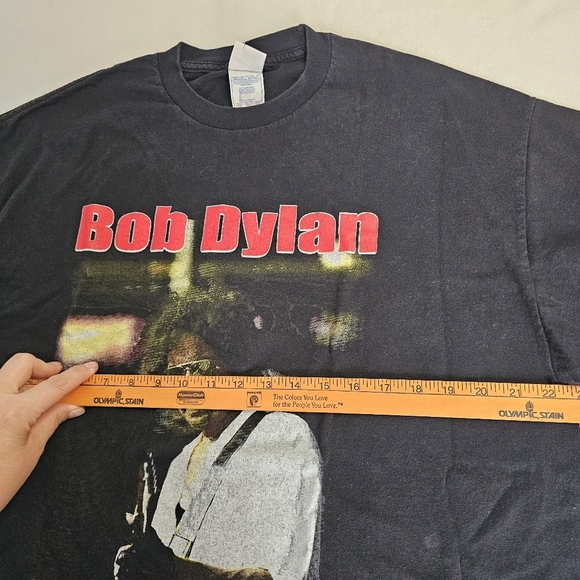 Bob Dylan
7 8 9 10 11 12 13 14 15 16 17 18 19 20 21 22
OLYMPIC STAIN
The Colors You Love
for the People You Love.™
OLYMPIC STAIN